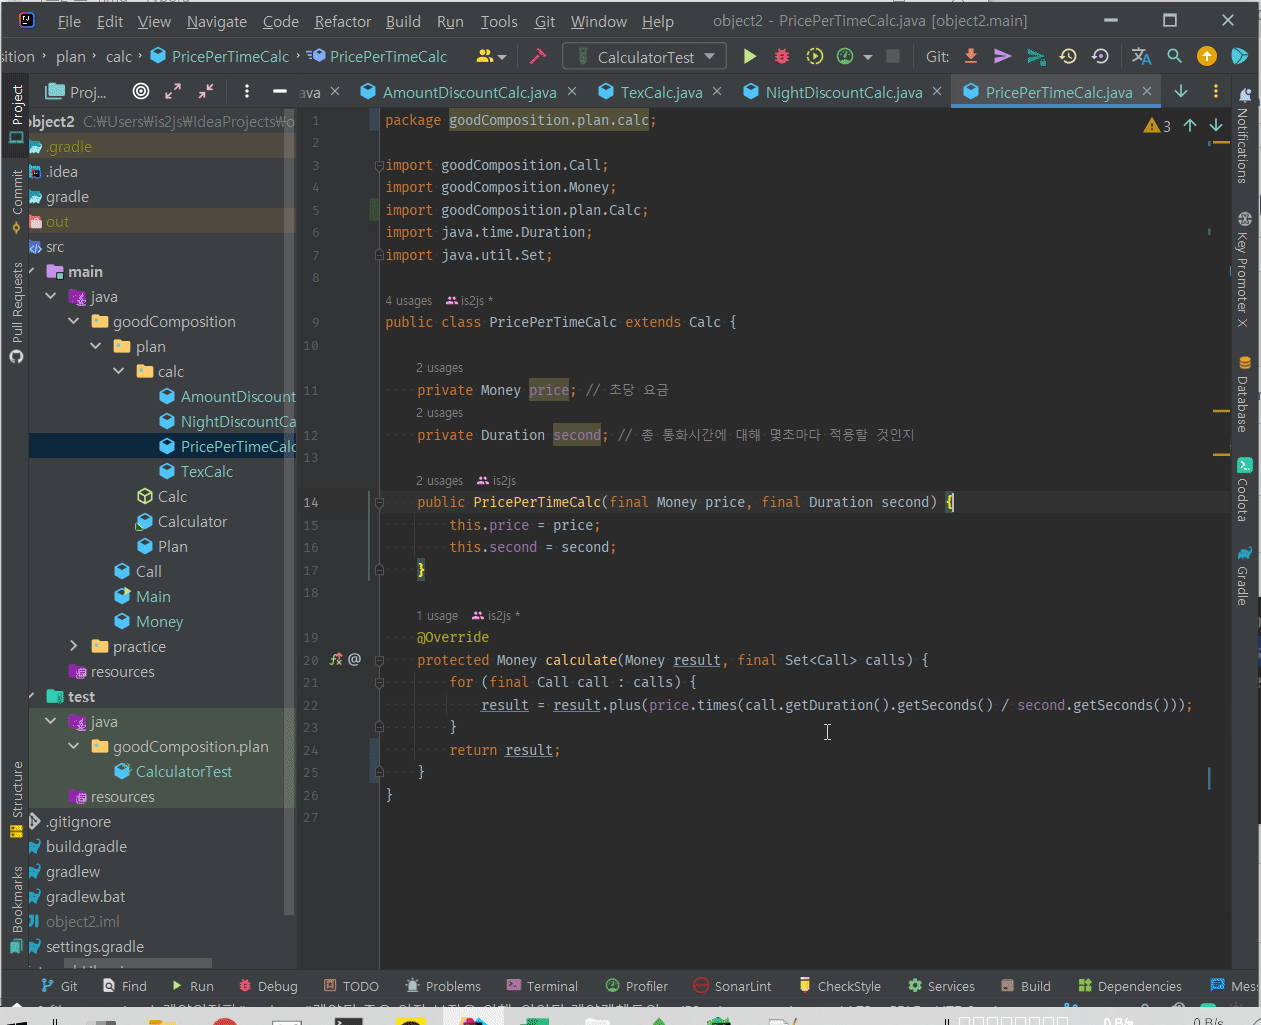 File Edit View Navigate Code Refactor Build Run Tools Git Window Help object2 - PricePerTimeCalc.java [object2.main]
sition › plan › calc › PricePerTimeCalc › PricePerTimeCalc CalculatorTest Git:
Proj... ava AmountDiscountCalc.java TexCalc.java NightDiscountCalc.java PricePerTimeCalc.java
Project
Commit
Pull Requests
Structure
Bookmarks
object2 C:₩Users₩is2js₩IdeaProjects₩o
.gradle
.idea
gradle
out
src
main
java
goodComposition
plan
calc
AmountDiscount
NightDiscountCa
PricePerTimeCalc
TexCalc
Calc
Calculator
Plan
Call
Main
Money
practice
resources
test
java
goodComposition.plan
CalculatorTest
resources
.gitignore
build.gradle
gradlew
gradlew.bat
object2.iml
settings.gradle
3
1 package goodComposition.plan.calc;
2
3 import goodComposition.Call;
4 import goodComposition.Money;
5 import goodComposition.plan.Calc;
6 import java.time.Duration;
7 import java.util.Set;
8
4 usages is2js *
9 public class PricePerTimeCalc extends Calc {
10
2 usages
11 private Money price; // 초당 요금
2 usages
12 private Duration second; // 총 통화시간에 대해 몇초마다 적용할 것인지
13
2 usages is2js
14 public PricePerTimeCalc(final Money price, final Duration second) {
15 this.price = price;
16 this.second = second;
17 }
18
1 usage is2js *
19 @Override
20 protected Money calculate(Money result, final Set<Call> calls) {
21 for (final Call call : calls) {
22 result = result.plus(price.times(call.getDuration().getSeconds() / second.getSeconds()));
23 }
24 return result;
25 }
26 }
27
Notifications
Key Promoter X
Database
Codota
Gradle
Git Find Run Debug TODO Problems Terminal Profiler SonarLint CheckStyle Services Build Dependencies Mess
0 B/s 0 B/s